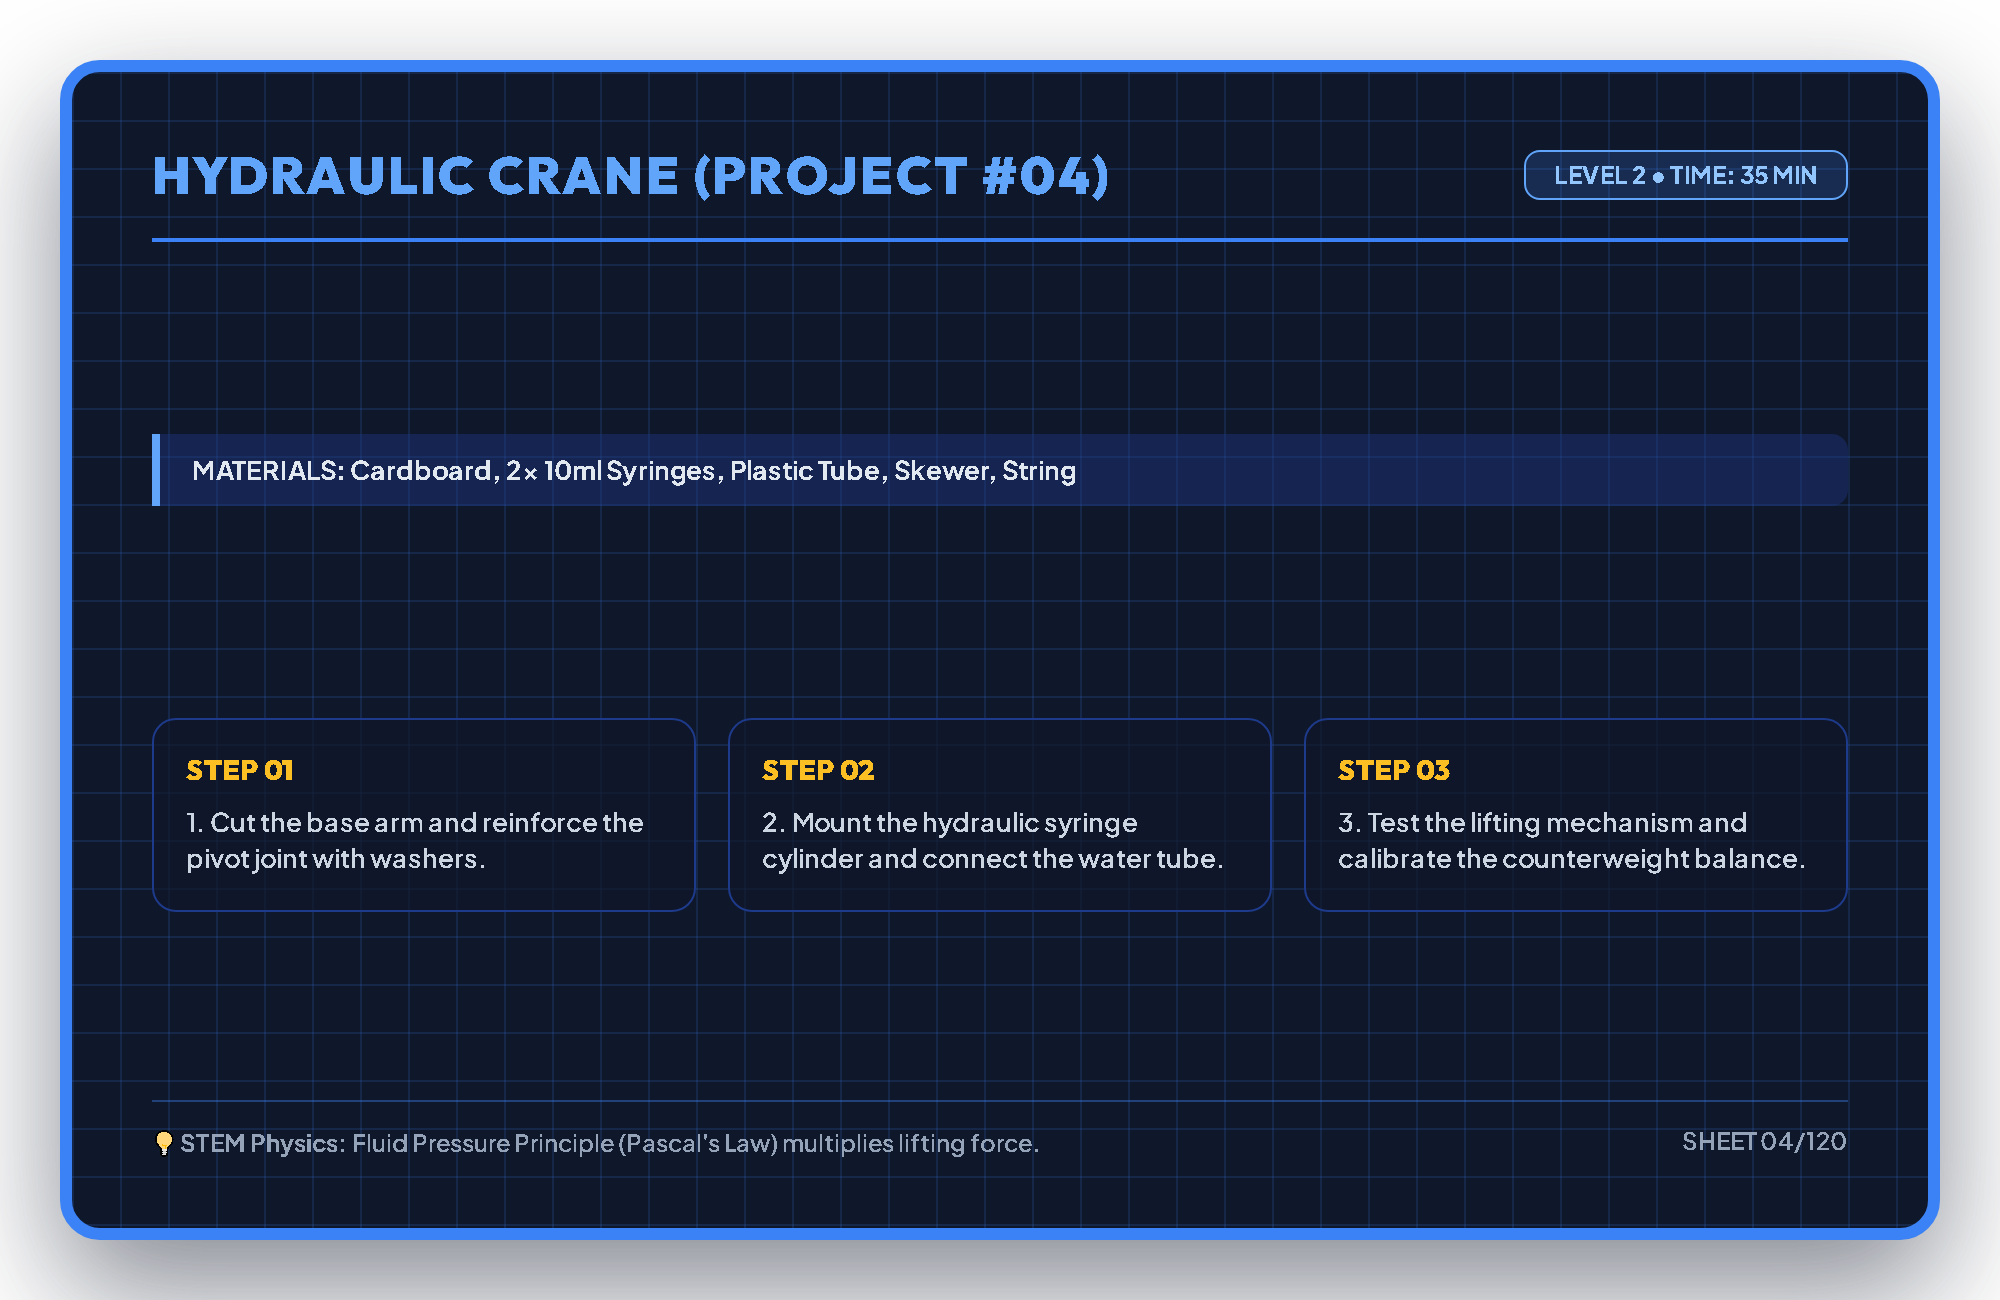 HYDRAULIC CRANE (PROJECT #04)
LEVEL 2 • TIME: 35 MIN
MATERIALS: Cardboard, 2× 10ml Syringes, Plastic Tube, Skewer, String
STEP 01
1. Cut the base arm and reinforce the
pivot joint with washers.
STEP 02
2. Mount the hydraulic syringe
cylinder and connect the water tube.
STEP 03
3. Test the lifting mechanism and
calibrate the counterweight balance.
💡 STEM Physics: Fluid Pressure Principle (Pascal's Law) multiplies lifting force.
SHEET 04/120